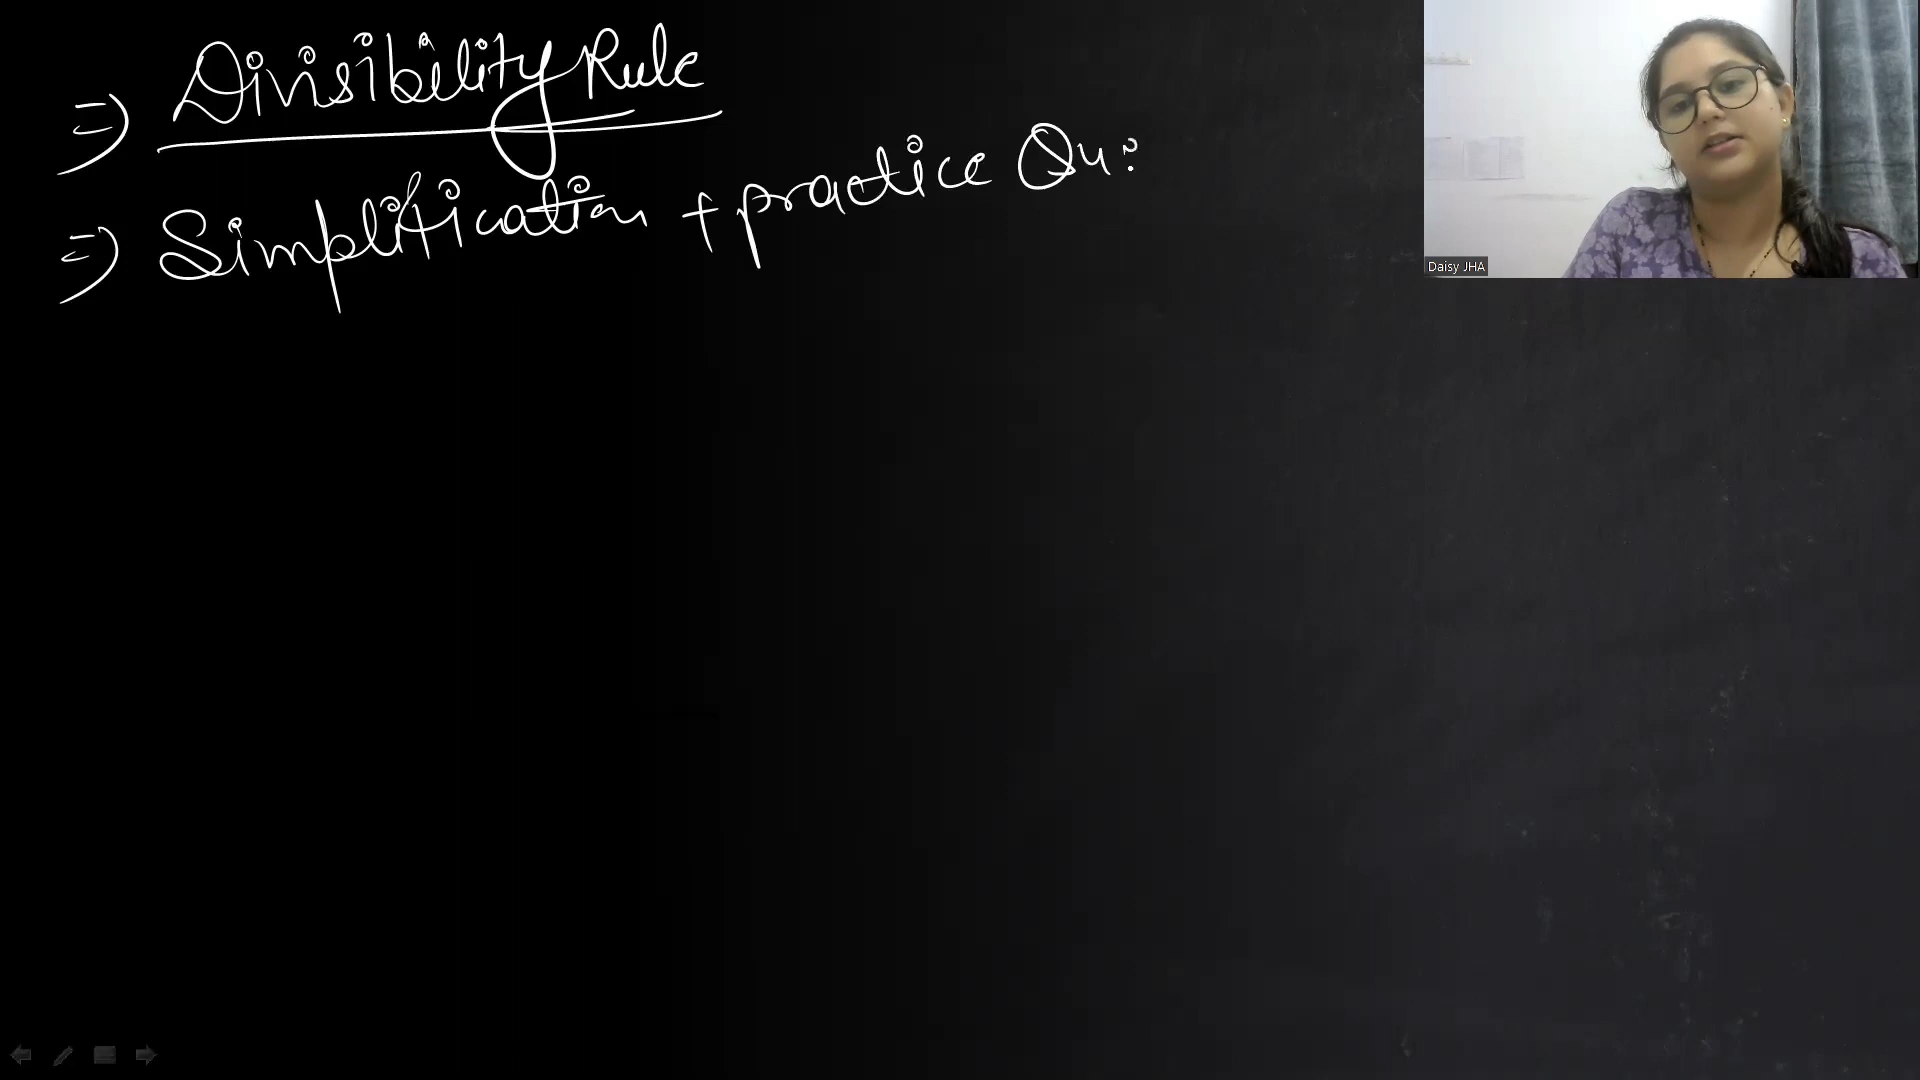 ⇒ Divisibility Rule
⇒ Simplification + practice Qu:
Daisy JHA